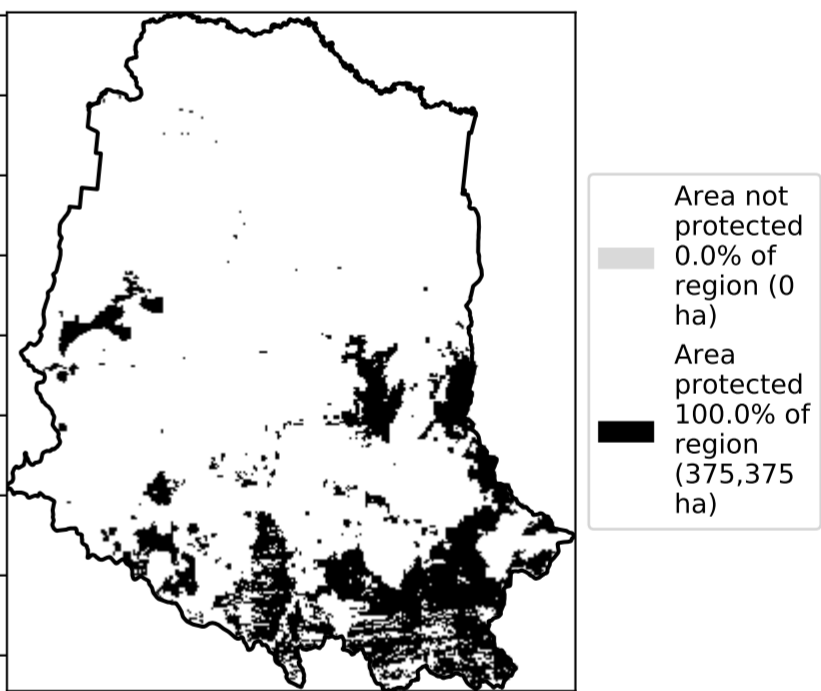 Area not
protected
0.0% of
region (0
ha)
Area
protected
100.0% of
region
(375,375
ha)